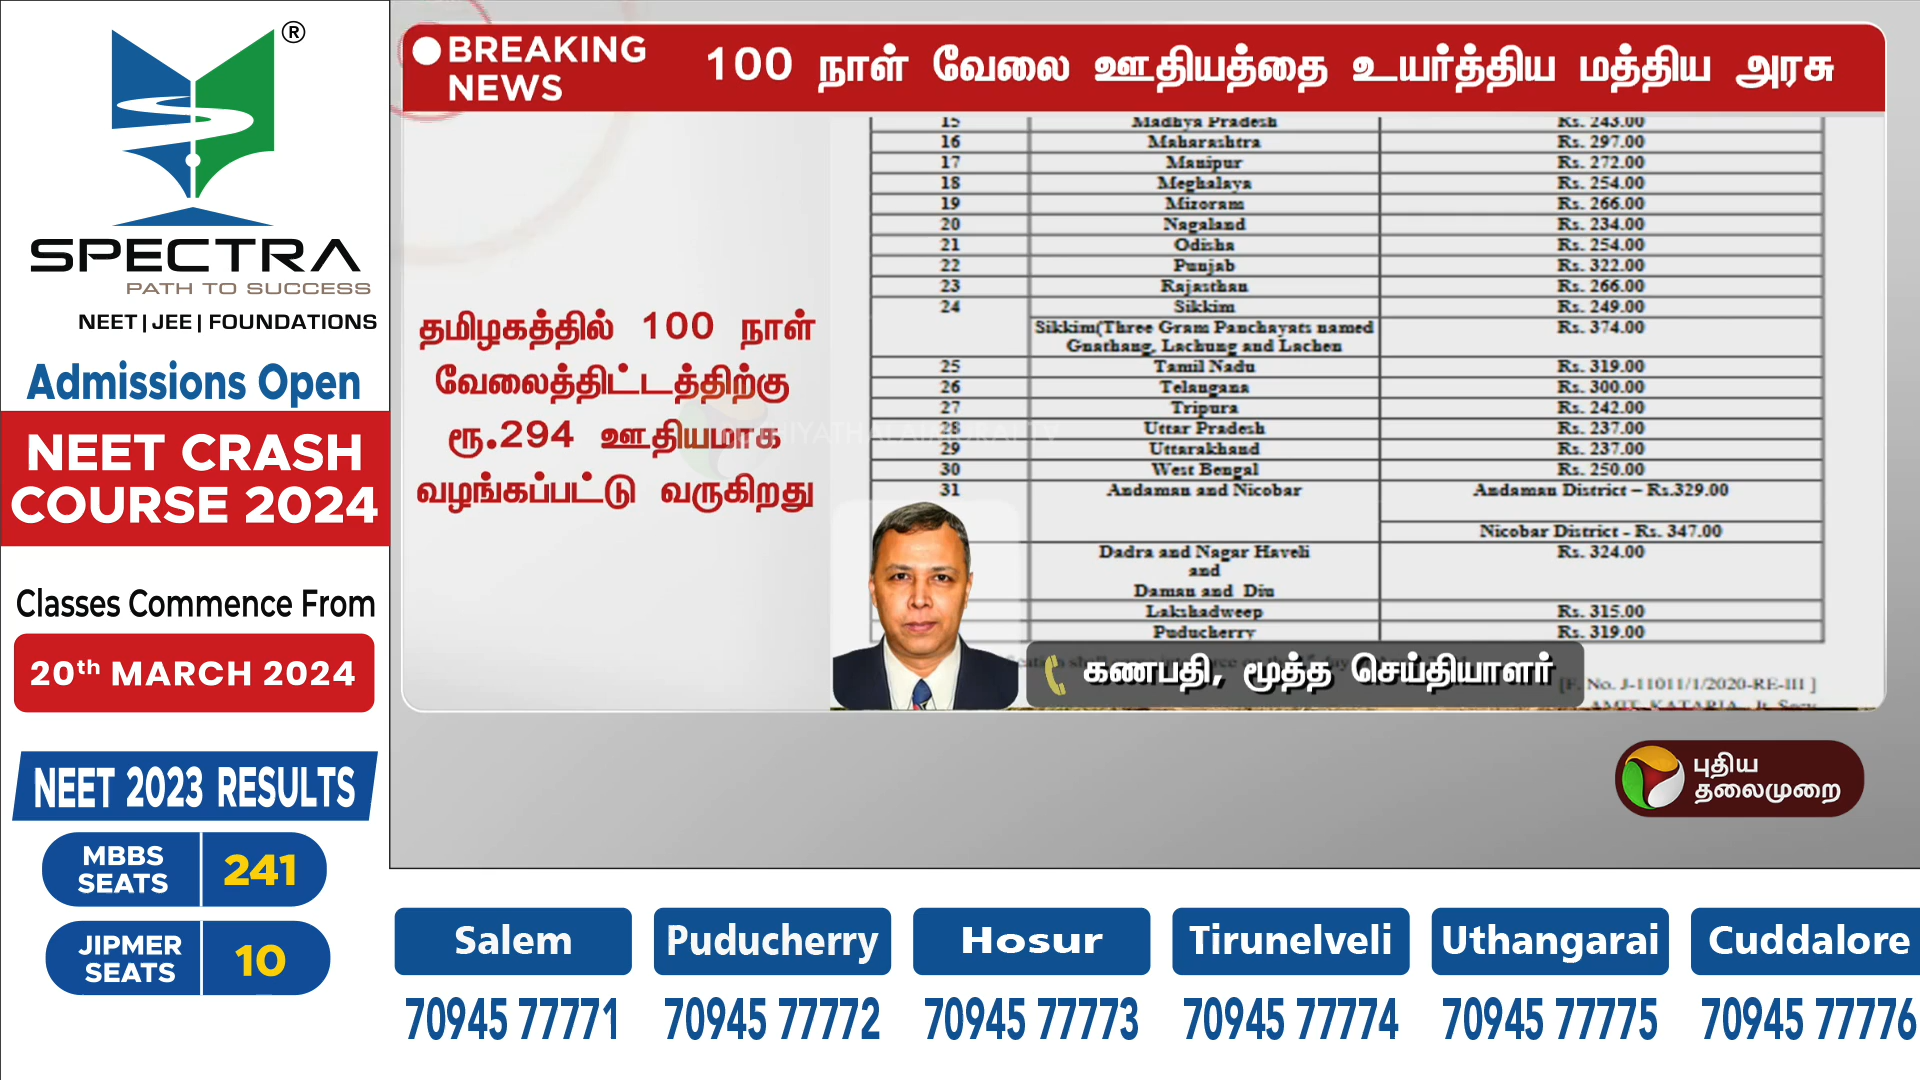 ®
SPECTRA
PATH TO SUCCESS
NEET | JEE | FOUNDATIONS
Admissions Open
NEET CRASH
COURSE 2024
Classes Commence From
20th MARCH 2024
NEET 2023 RESULTS
MBBS SEATS 241
JIPMER SEATS 10
BREAKING NEWS
100 நாள் வேலை ஊதியத்தை உயர்த்திய மத்திய அரசு
தமிழகத்தில் 100 நாள்
வேலைத்திட்டத்திற்கு
ரூ.294 ஊதியமாக
வழங்கப்பட்டு வருகிறது
15 Madhya Pradesh Rs. 243.00
16 Maharashtra Rs. 297.00
17 Manipur Rs. 272.00
18 Meghalaya Rs. 254.00
19 Mizoram Rs. 266.00
20 Nagaland Rs. 234.00
21 Odisha Rs. 254.00
22 Punjab Rs. 322.00
23 Rajasthan Rs. 266.00
24 Sikkim Rs. 249.00
Sikkim(Three Gram Panchayats named Rs. 374.00
Gnathang, Lachung and Lachen
25 Tamil Nadu Rs. 319.00
26 Telangana Rs. 300.00
27 Tripura Rs. 242.00
28 Uttar Pradesh Rs. 237.00
29 Uttarakhand Rs. 237.00
30 West Bengal Rs. 250.00
31 Andaman and Nicobar Andaman District – Rs.329.00
Nicobar District - Rs. 347.00
Dadra and Nagar Haveli Rs. 324.00
and
Daman and Diu
Lakshadweep Rs. 315.00
Puducherry Rs. 319.00
கணபதி, மூத்த செய்தியாளர்
[F. No. J-11011/1/2020-RE-III ]
AMIT KATARIA, Jt. Secy.
புதிய
தலைமுறை
Salem Puducherry Hosur Tirunelveli Uthangarai Cuddalore
70945 77771 70945 77772 70945 77773 70945 77774 70945 77775 70945 77776